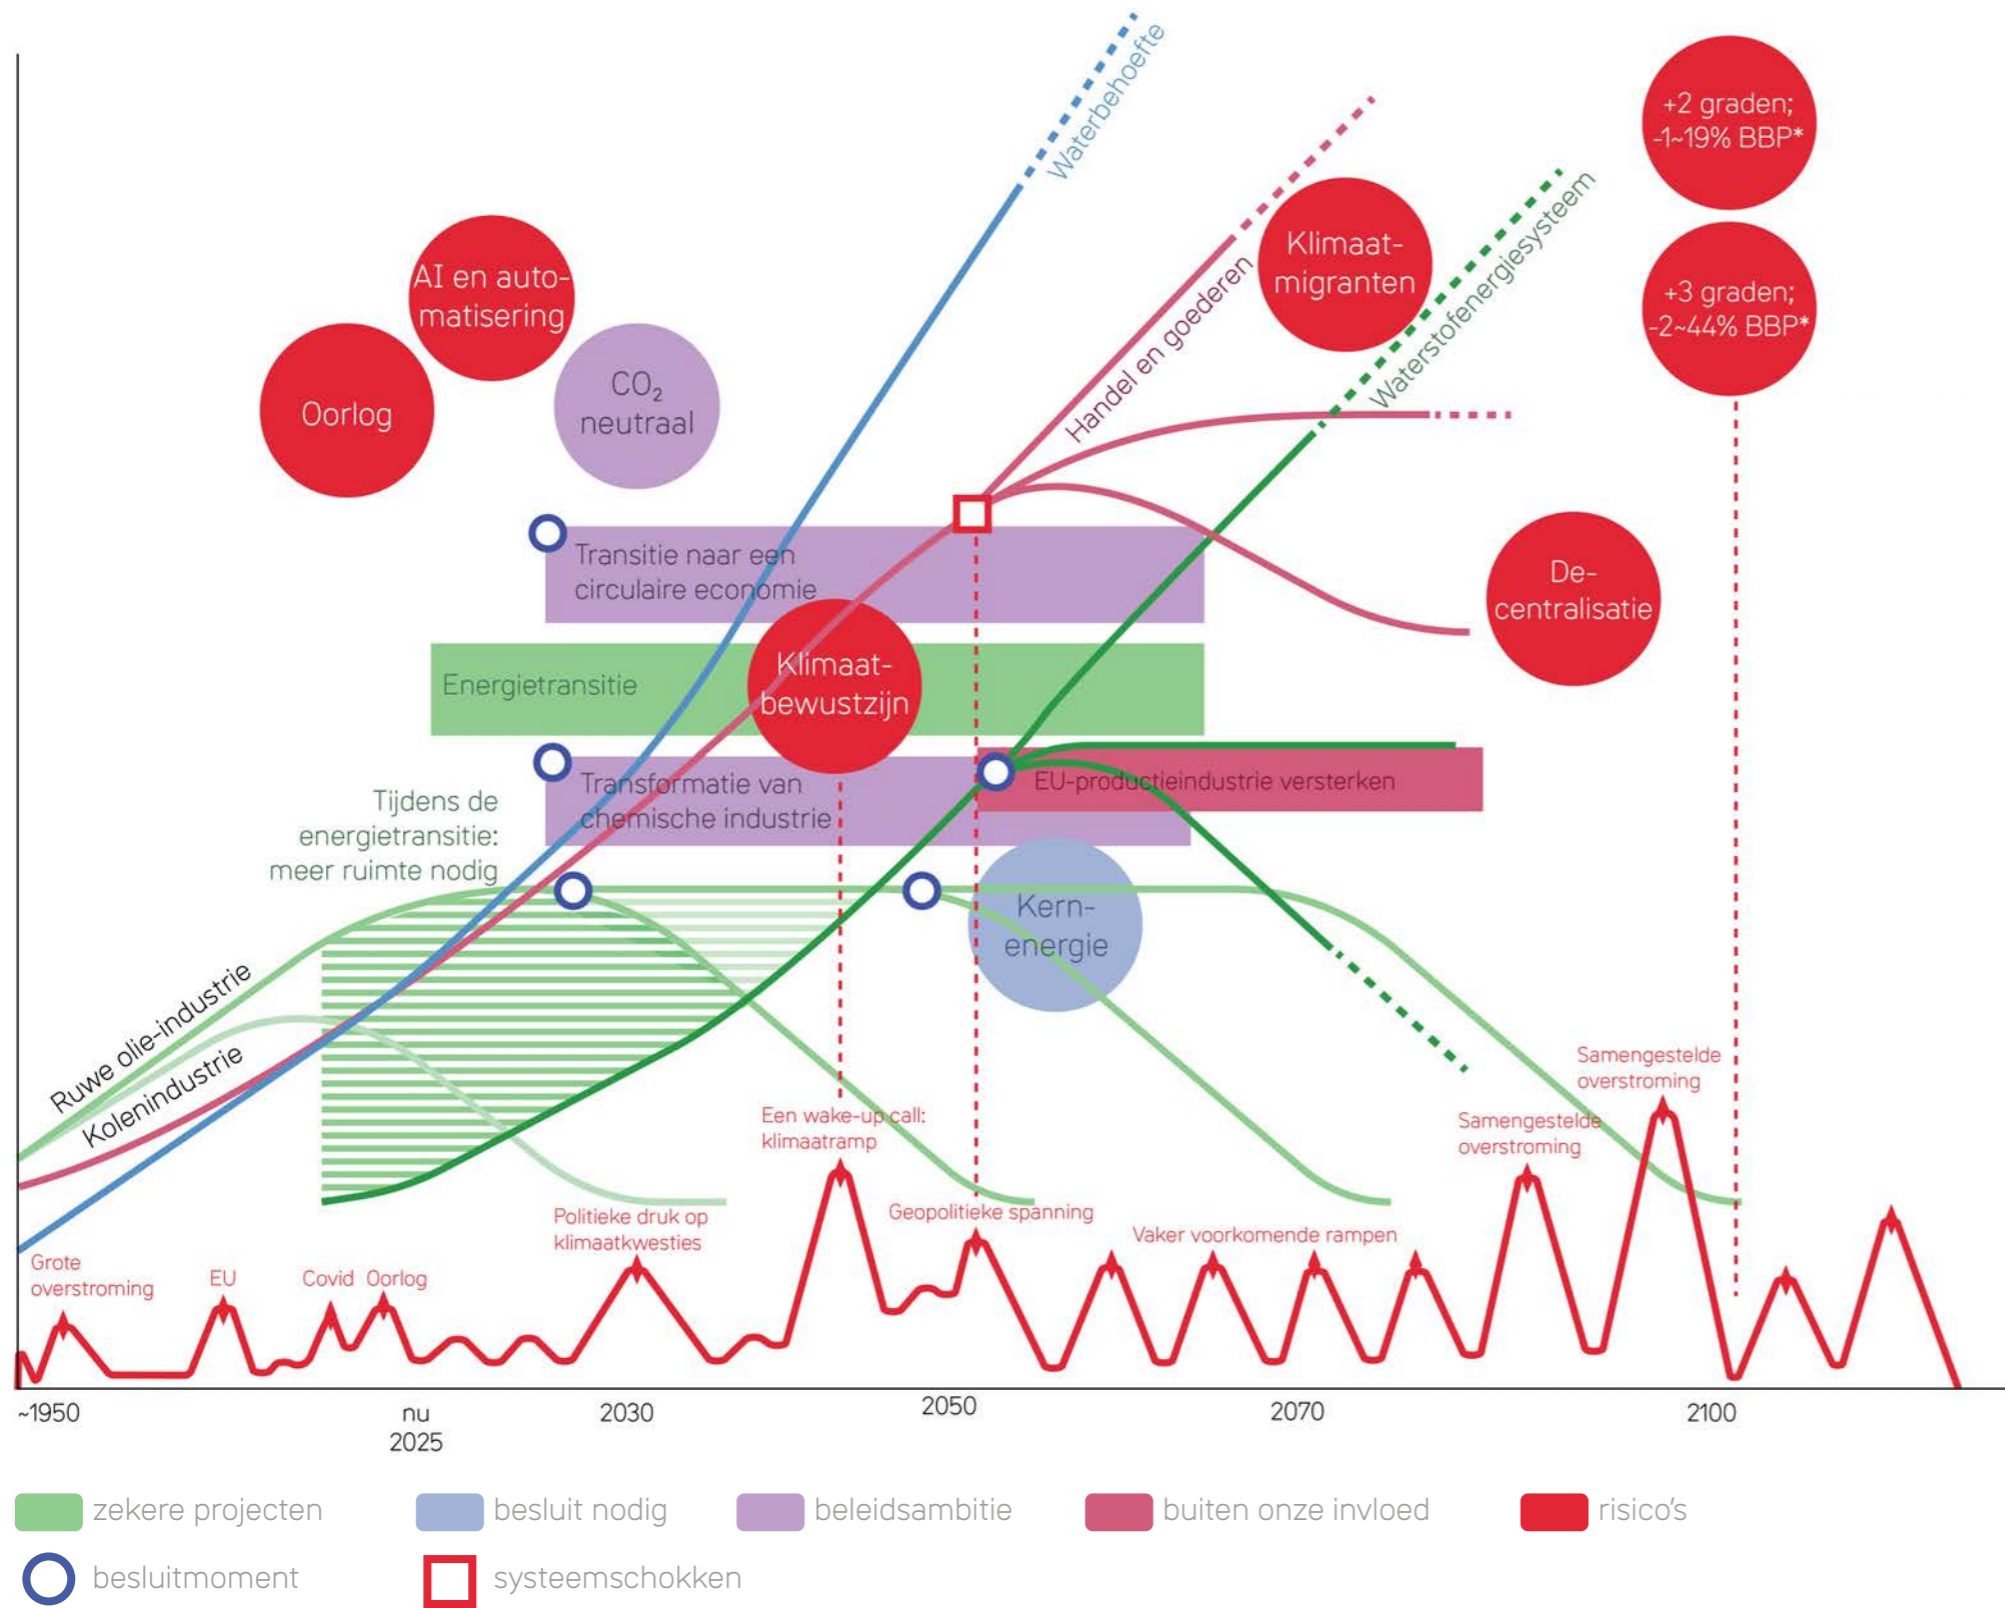 Waterbehoefte
+2 graden;
-1~19% BBP*
Klimaat-
migranten
Waterstofenergiesysteem
AI en auto-
matisering
Handel en goederen
+3 graden;
-2~44% BBP*
Oorlog
CO₂
neutraal
Transitie naar een
circulaire economie
De-
centralisatie
Energietransitie
Klimaat-
bewustzijn
Transformatie van
chemische industrie
EU-productieindustrie versterken
Tijdens de
energietransitie:
meer ruimte nodig
Kern-
energie
Ruwe olie-industrie
Kolenindustrie
Een wake-up call:
klimaatramp
Samengestelde
overstroming
Samengestelde
overstroming
Grote
overstroming
EU
Covid
Oorlog
Politieke druk op
klimaatkwesties
Geopolitieke spanning
Vaker voorkomende rampen
~1950
nu
2025
2030
2050
2070
2100
zekere projecten
besluit nodig
beleidsambitie
buiten onze invloed
risico's
besluitmoment
systeemschokken